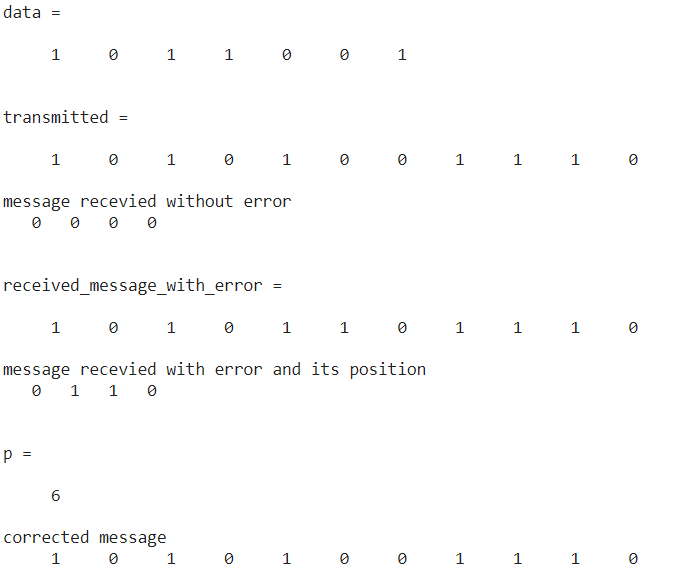 data =
1 0 1 1 0 0 1
transmitted =
1 0 1 0 1 0 0 1 1 1 0
message recevied without error
0 0 0 0
received_message_with_error =
1 0 1 0 1 1 0 1 1 1 0
message recevied with error and its position
0 1 1 0
p =
6
corrected message
1 0 1 0 1 0 0 1 1 1 0